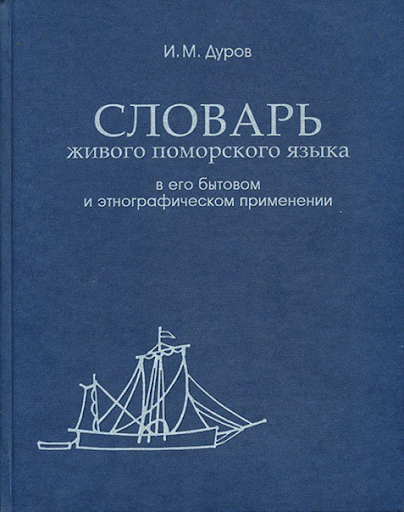 И. М. Дуров
СЛОВАРЬ
живого поморского языка
в его бытовом
и этнографическом применении